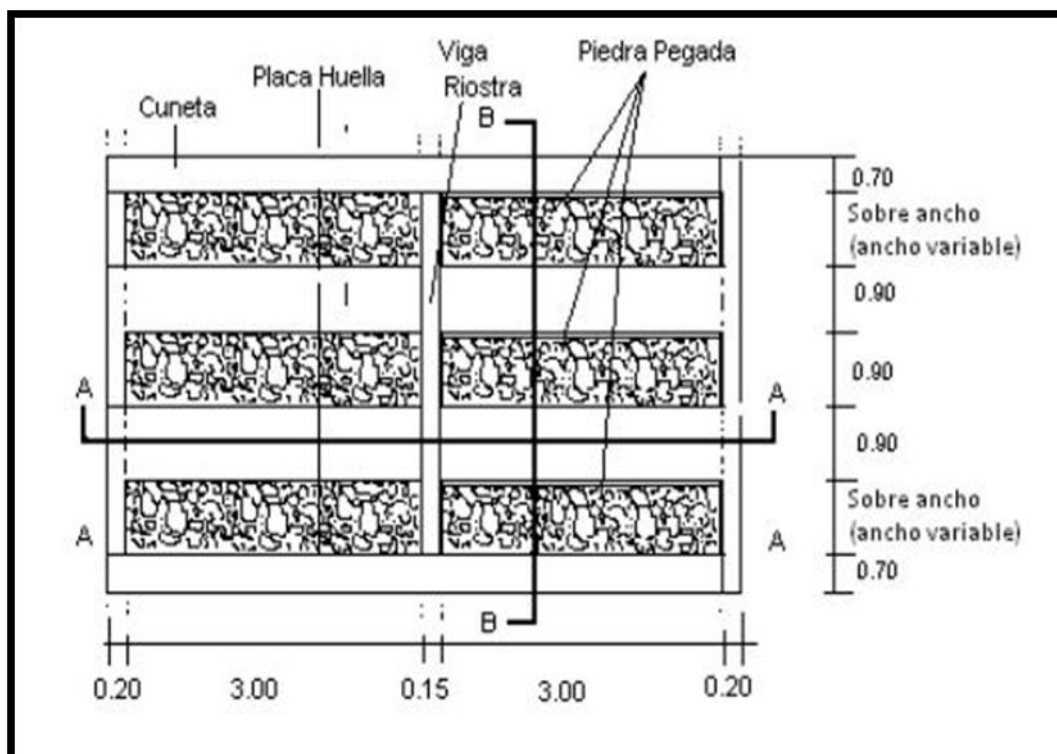 Viga
Riostra
Piedra Pegada
Placa Huella
Cuneta
B
0.70
Sobre ancho
(ancho variable)
0.90
0.90
A
A
0.90
Sobre ancho
(ancho variable)
A
A
0.70
B
0.20
3.00
0.15
3.00
0.20